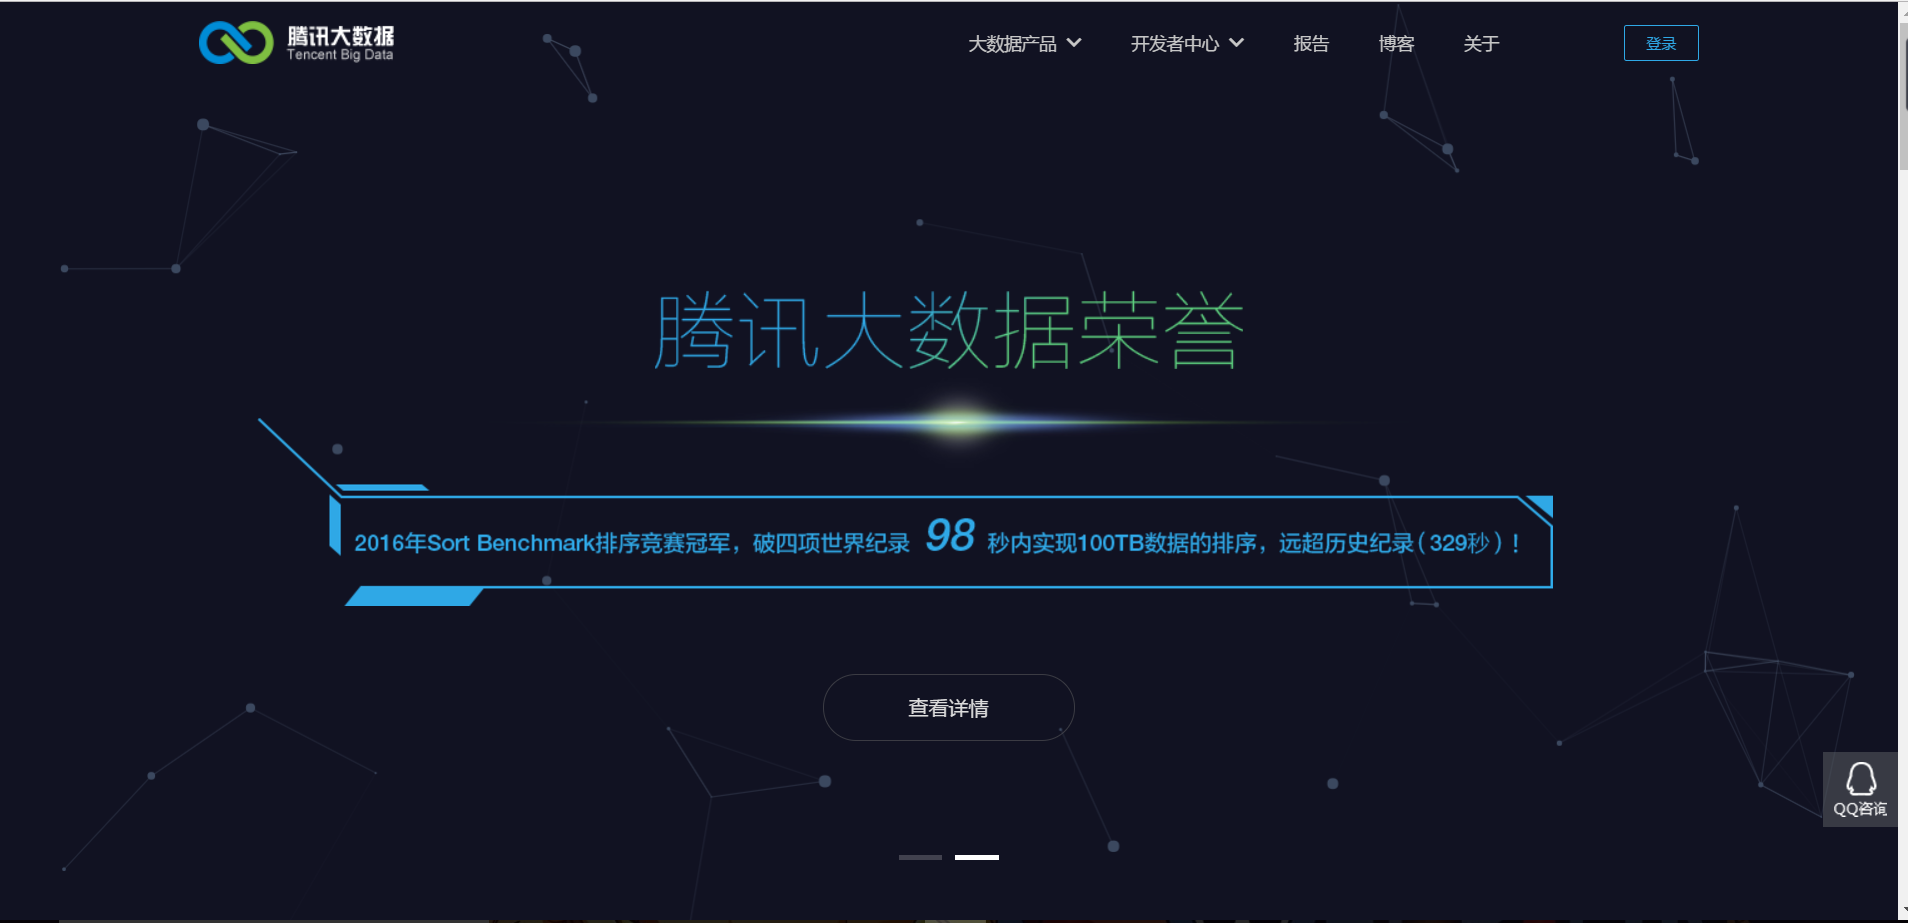 腾讯大数据
Tencent Big Data
大数据产品
开发者中心
报告
博客
关于
登录
腾讯大数据荣誉
2016年Sort Benchmark排序竞赛冠军，破四项世界纪录 98 秒内实现100TB数据的排序，远超历史纪录（329秒）！
查看详情
QQ咨询